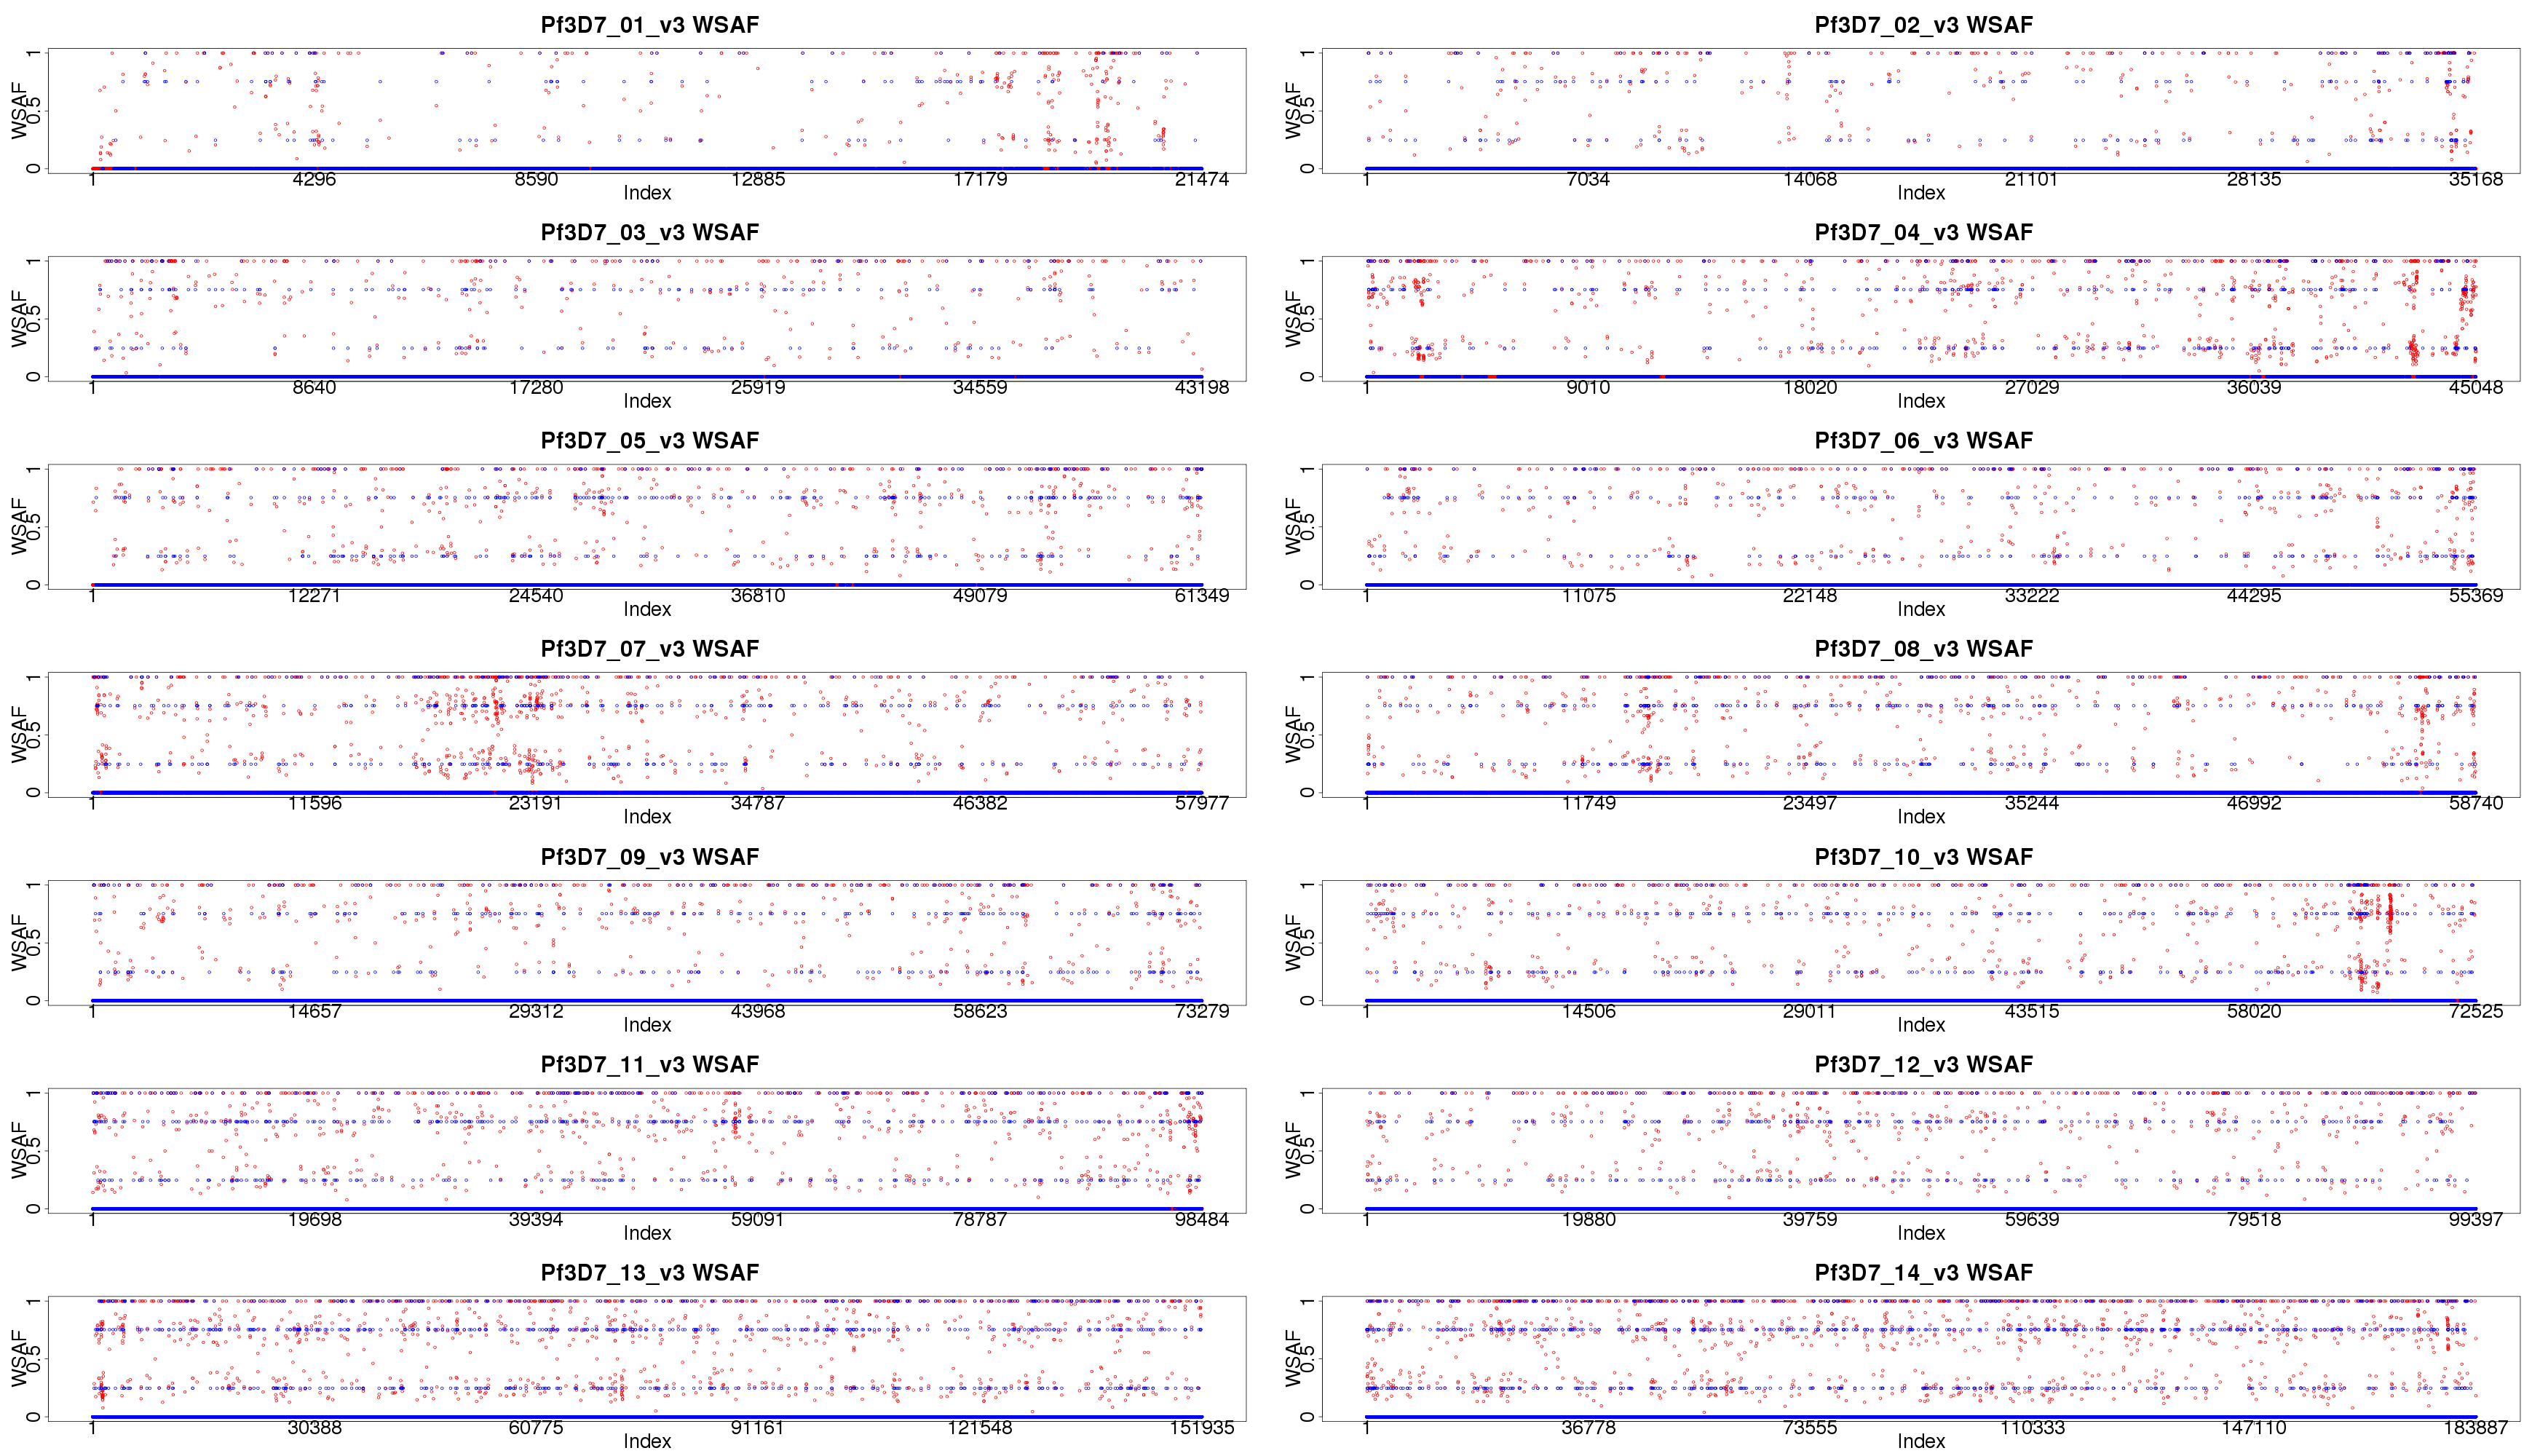 Pf3D7_01_v3 WSAF
WSAF
0 0.5 1
1 4296 8590 12885 17179 21474
Index
Pf3D7_02_v3 WSAF
WSAF
0 0.5 1
1 7034 14068 21101 28135 35168
Index
Pf3D7_03_v3 WSAF
WSAF
0 0.5 1
1 8640 17280 25919 34559 43198
Index
Pf3D7_04_v3 WSAF
WSAF
0 0.5 1
1 9010 18020 27029 36039 45048
Index
Pf3D7_05_v3 WSAF
WSAF
0 0.5 1
1 12271 24540 36810 49079 61349
Index
Pf3D7_06_v3 WSAF
WSAF
0 0.5 1
1 11075 22148 33222 44295 55369
Index
Pf3D7_07_v3 WSAF
WSAF
0 0.5 1
1 11596 23191 34787 46382 57977
Index
Pf3D7_08_v3 WSAF
WSAF
0 0.5 1
1 11749 23497 35244 46992 58740
Index
Pf3D7_09_v3 WSAF
WSAF
0 0.5 1
1 14657 29312 43968 58623 73279
Index
Pf3D7_10_v3 WSAF
WSAF
0 0.5 1
1 14506 29011 43515 58020 72525
Index
Pf3D7_11_v3 WSAF
WSAF
0 0.5 1
1 19698 39394 59091 78787 98484
Index
Pf3D7_12_v3 WSAF
WSAF
0 0.5 1
1 19880 39759 59639 79518 99397
Index
Pf3D7_13_v3 WSAF
WSAF
0 0.5 1
1 30388 60775 91161 121548 151935
Index
Pf3D7_14_v3 WSAF
WSAF
0 0.5 1
1 36778 73555 110333 147110 183887
Index